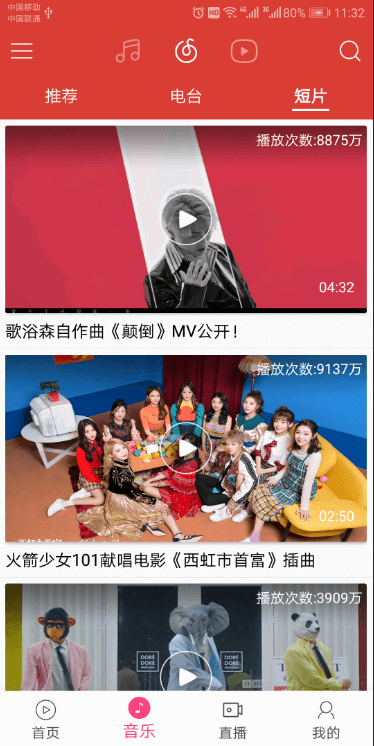 中国移动
中国联通
HD 4G 3G 80% 11:32
推荐 电台 短片
播放次数:8875万
04:32
歌浴森自作曲《颠倒》MV公开！
播放次数:9137万
02:50
火箭少女101献唱电影《西虹市首富》插曲
播放次数:3909万
DORÉ DORÉ
首页 音乐 直播 我的